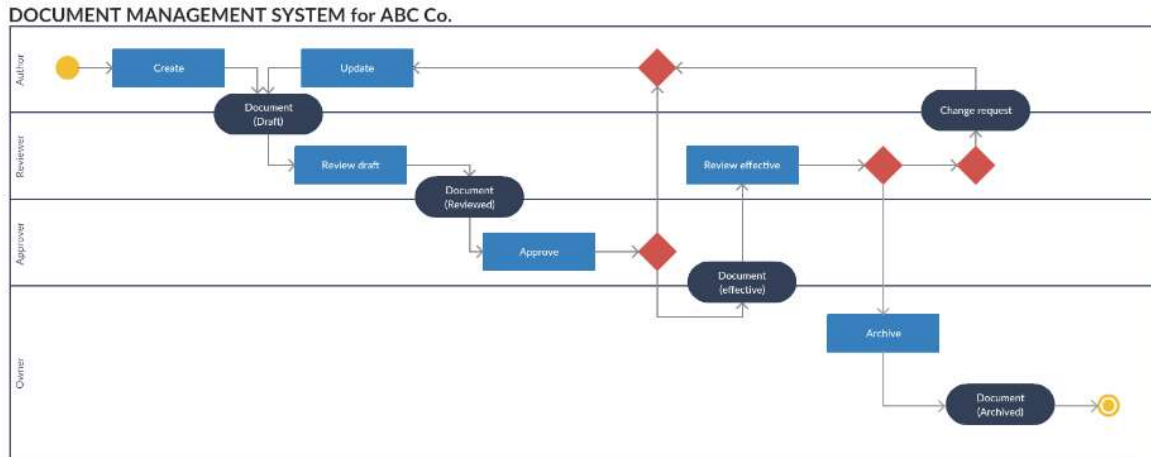 DOCUMENT MANAGEMENT SYSTEM for ABC Co.
Author
Create
Update
Document
(Draft)
Change request
Reviewer
Review draft
Review effective
Document
(Reviewed)
Approver
Approve
Document
(effective)
Owner
Archive
Document
(Archived)